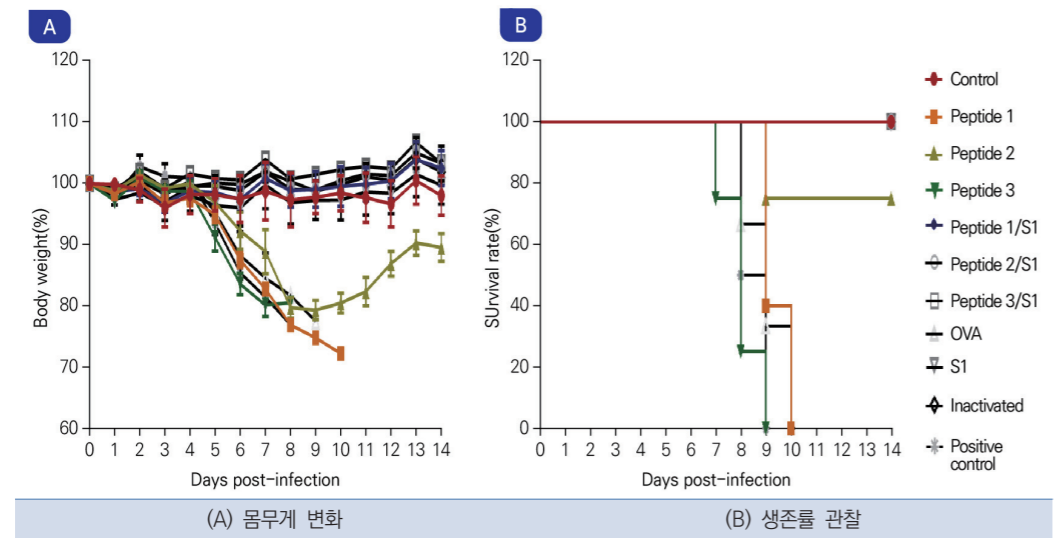 A
B
120
110
100
90
80
70
60
Body weight(%)
0 1 2 3 4 5 6 7 8 9 10 11 12 13 14
Days post-infection
120
100
80
60
40
20
0
SUrvival rate(%)
0 1 2 3 4 5 6 7 8 9 10 11 12 13 14
Days post-infection
Control
Peptide 1
Peptide 2
Peptide 3
Peptide 1/S1
Peptide 2/S1
Peptide 3/S1
OVA
S1
Inactivated
Positive
control
(A) 몸무게 변화
(B) 생존률 관찰